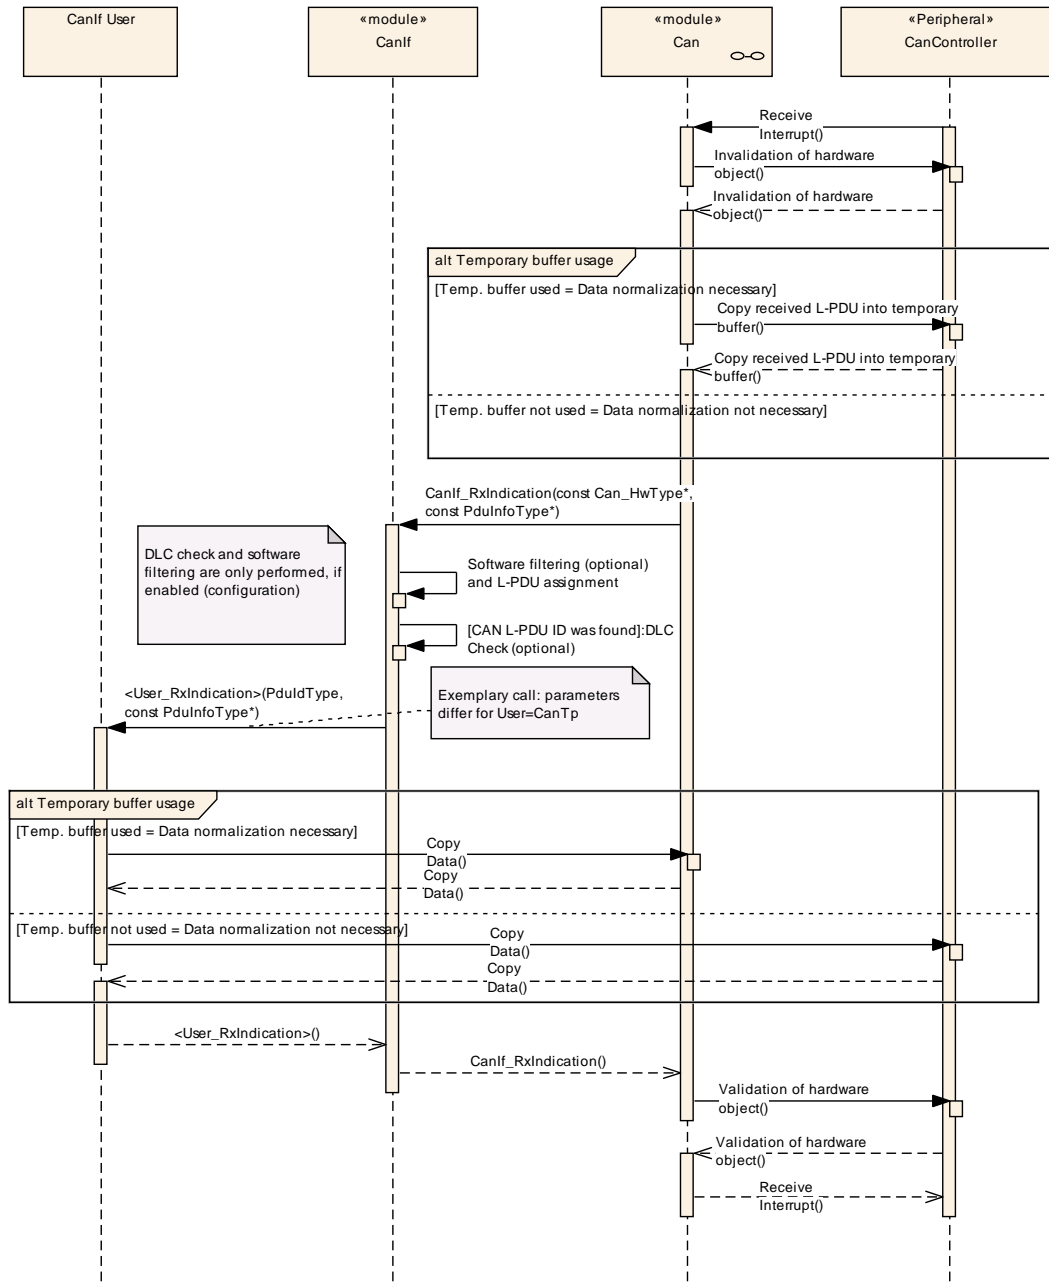 CanIf User
«module»
CanIf
«module»
Can
«Peripheral»
CanController
Receive
Interrupt()
Invalidation of hardware
object()
Invalidation of hardware
object()
alt Temporary buffer usage
[Temp. buffer used = Data normalization necessary]
Copy received L-PDU into temporary
buffer()
Copy received L-PDU into temporary
buffer()
[Temp. buffer not used = Data normalization not necessary]
CanIf_RxIndication(const Can_HwType*,
const PduInfoType*)
DLC check and software
filtering are only performed, if
enabled (configuration)
Software filtering (optional)
and L-PDU assignment
[CAN L-PDU ID was found]:DLC
Check (optional)
<User_RxIndication>(PduIdType,
const PduInfoType*)
Exemplary call: parameters
differ for User=CanTp
alt Temporary buffer usage
[Temp. buffer used = Data normalization necessary]
Copy
Data()
Copy
Data()
[Temp. buffer not used = Data normalization not necessary]
Copy
Data()
Copy
Data()
<User_RxIndication>()
CanIf_RxIndication()
Validation of hardware
object()
Validation of hardware
object()
Receive
Interrupt()